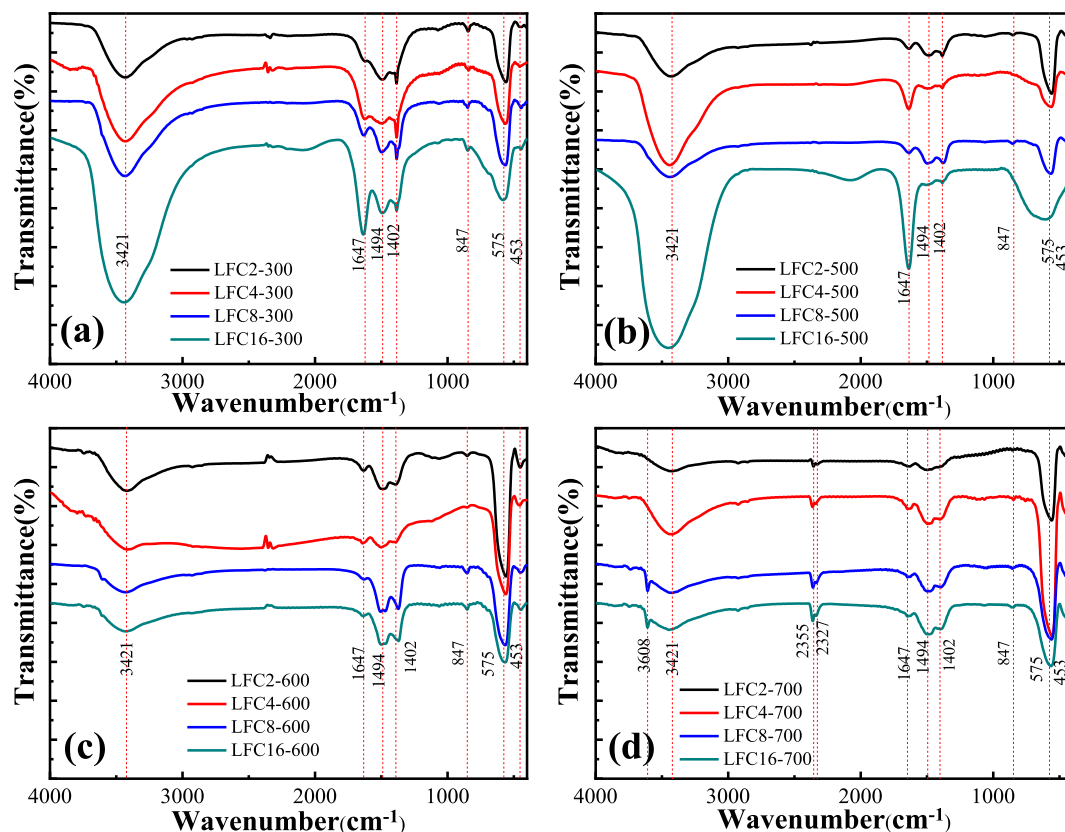 Transmittance(%)
3421
1647
1494
1402
847
575
453
LFC2-300
LFC4-300
LFC8-300
LFC16-300
(a)
4000 3000 2000 1000
Wavenumber(cm⁻¹)
Transmittance(%)
3421
1647
1494
1402
847
575
453
LFC2-500
LFC4-500
LFC8-500
LFC16-500
(b)
4000 3000 2000 1000
Wavenumber(cm⁻¹)
Transmittance(%)
3421
1647
1494
1402
847
575
453
LFC2-600
LFC4-600
LFC8-600
LFC16-600
(c)
4000 3000 2000 1000
Wavenumber(cm⁻¹)
Transmittance(%)
3608
3421
2355
2327
1647
1494
1402
847
575
453
LFC2-700
LFC4-700
LFC8-700
LFC16-700
(d)
4000 3000 2000 1000
Wavenumber(cm⁻¹)